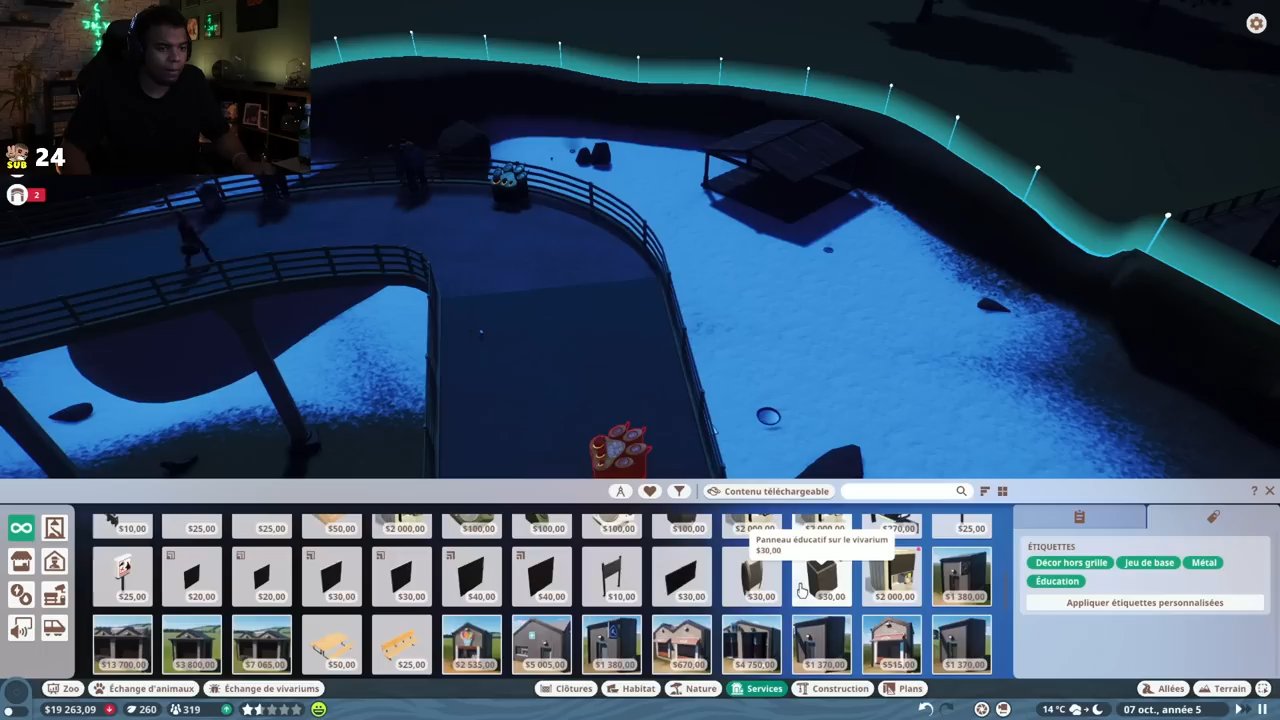 SUB 24
2
Contenu téléchargeable
? ×
$10,00 $25,00 $25,00 $50,00 $2 000,00 $100,00 $100,00 $100,00 $100,00 $25,00
Panneau éducatif sur le vivarium
$30,00
$25,00 $20,00 $20,00 $30,00 $30,00 $40,00 $40,00 $10,00 $30,00 $30,00 $30,00 $2 000,00 $1 380,00
$13 700,00 $3 800,00 $7 065,00 $50,00 $25,00 $2 535,00 $5 005,00 $1 380,00 $670,00 $4 750,00 $1 370,00 $515,00 $1 370,00
ÉTIQUETTES
Décor hors grille Jeu de base Métal
Éducation
Appliquer étiquettes personnalisées
Zoo Échange d'animaux Échange de vivariums Clôtures Habitat Nature Services Construction Plans Allées Terrain
$19 263,09 260 319 14 °C 07 oct., année 5